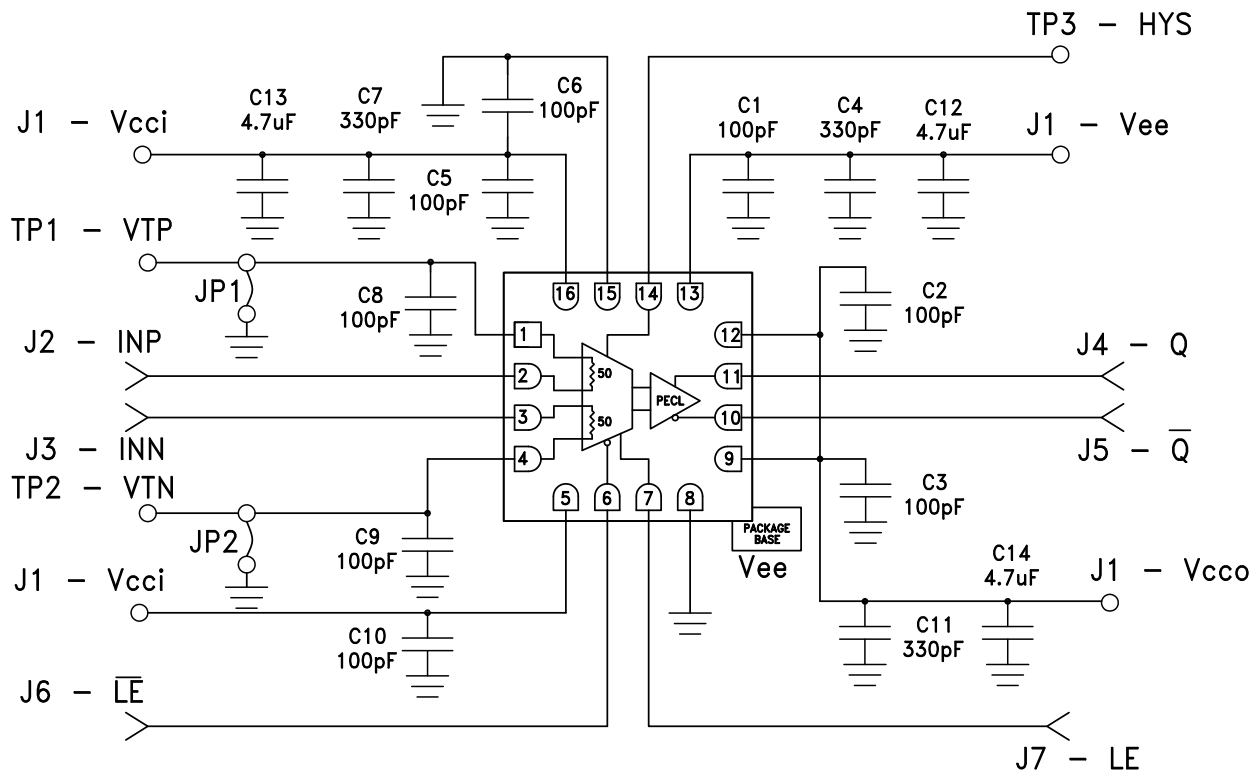 TP3 - HYS
C6
100pF
C13
4.7uF
C7
330pF
C1
100pF
C4
330pF
C12
4.7uF
J1 - Vcci
J1 - Vee
C5
100pF
TP1 - VTP
JP1
C8
100pF
C2
100pF
16
15
14
13
J2 - INP
J3 - INN
1
2
3
4
50
50
PECL
12
11
10
9
J4 - Q
J5 - Q̅
TP2 - VTN
JP2
C9
100pF
C3
100pF
5
6
7
8
PACKAGE
BASE
Vee
J1 - Vcci
C10
100pF
C14
4.7uF
J1 - Vcco
C11
330pF
J6 - L̅E̅
J7 - LE